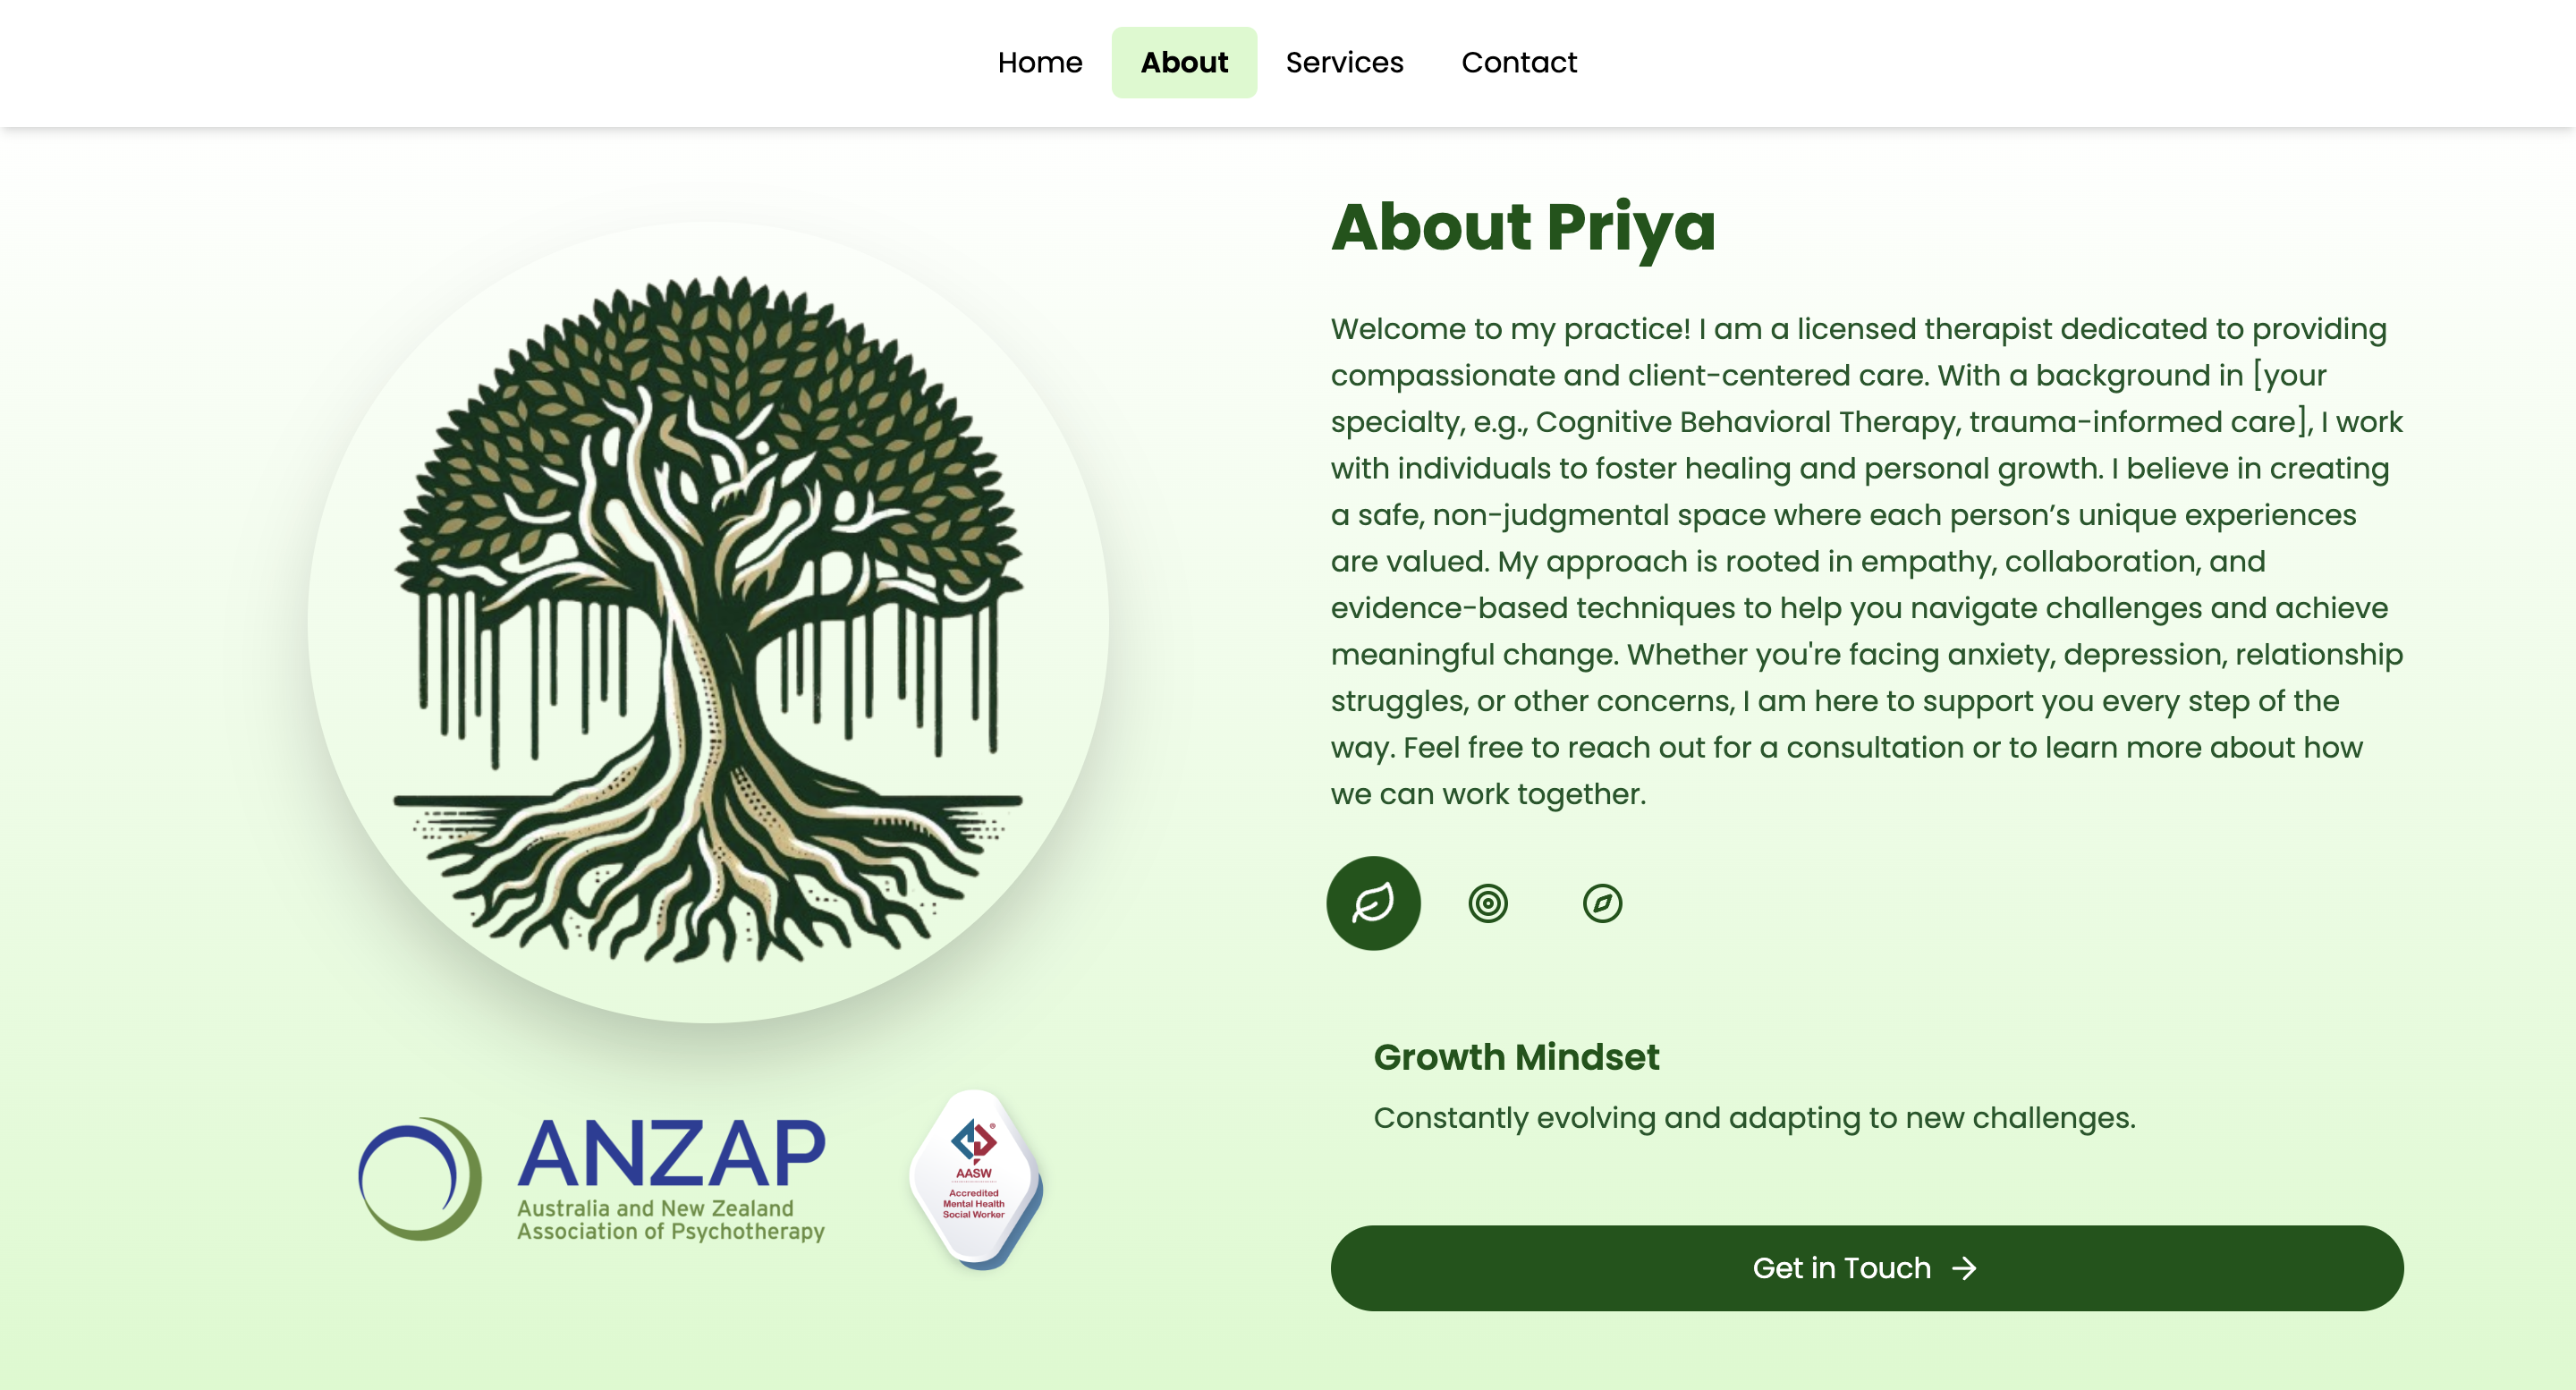 Home About Services Contact
About Priya
Welcome to my practice! I am a licensed therapist dedicated to providing
compassionate and client-centered care. With a background in [your
specialty, e.g., Cognitive Behavioral Therapy, trauma-informed care], I work
with individuals to foster healing and personal growth. I believe in creating
a safe, non-judgmental space where each person’s unique experiences
are valued. My approach is rooted in empathy, collaboration, and
evidence-based techniques to help you navigate challenges and achieve
meaningful change. Whether you're facing anxiety, depression, relationship
struggles, or other concerns, I am here to support you every step of the
way. Feel free to reach out for a consultation or to learn more about how
we can work together.
Growth Mindset
Constantly evolving and adapting to new challenges.
Get in Touch →
ANZAP
Australia and New Zealand
Association of Psychotherapy
®
AASW
Accredited
Mental Health
Social Worker